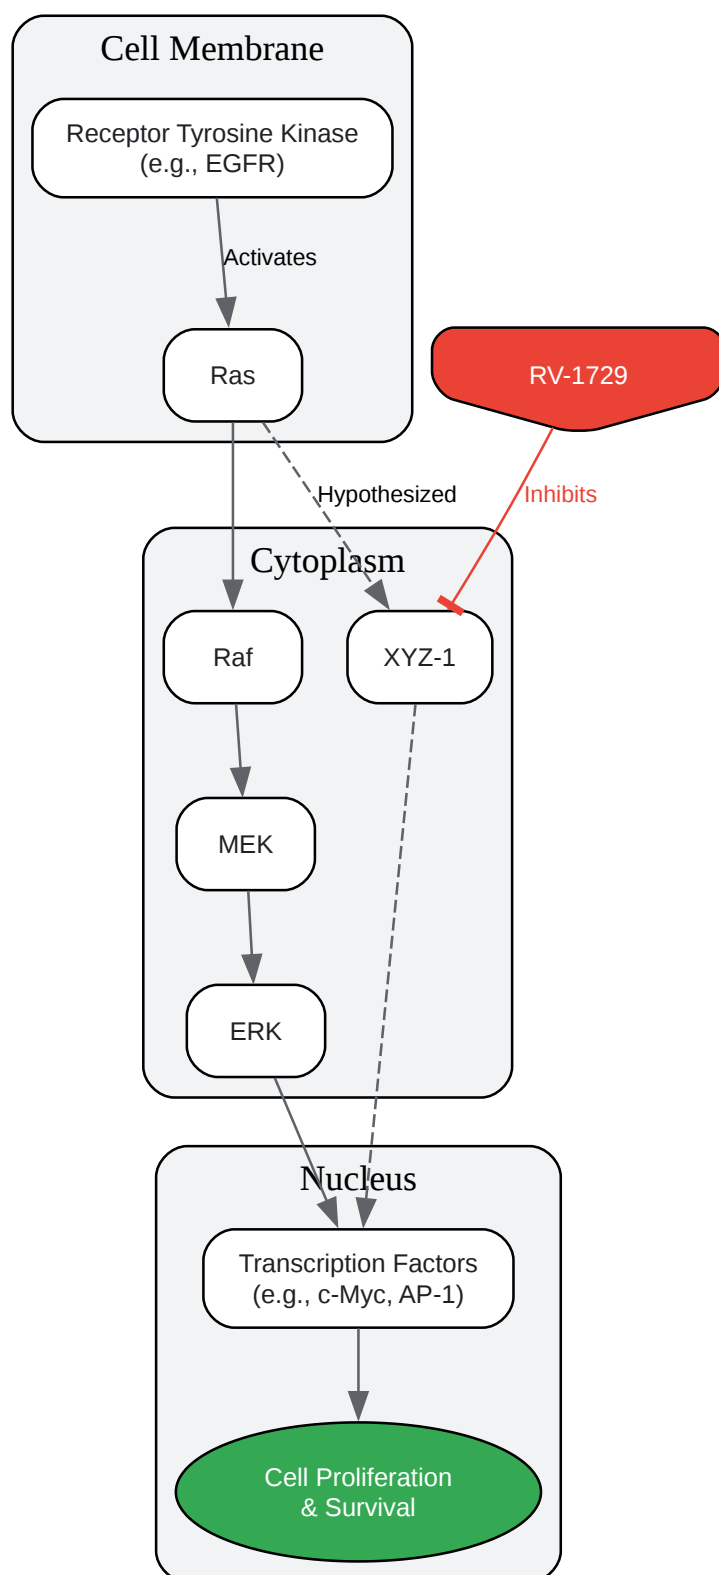 Cell Membrane
Receptor Tyrosine Kinase
(e.g., EGFR)
Activates
Ras
RV-1729
Hypothesized
Inhibits
Cytoplasm
Raf
XYZ-1
MEK
ERK
Nucleus
Transcription Factors
(e.g., c-Myc, AP-1)
Cell Proliferation
& Survival